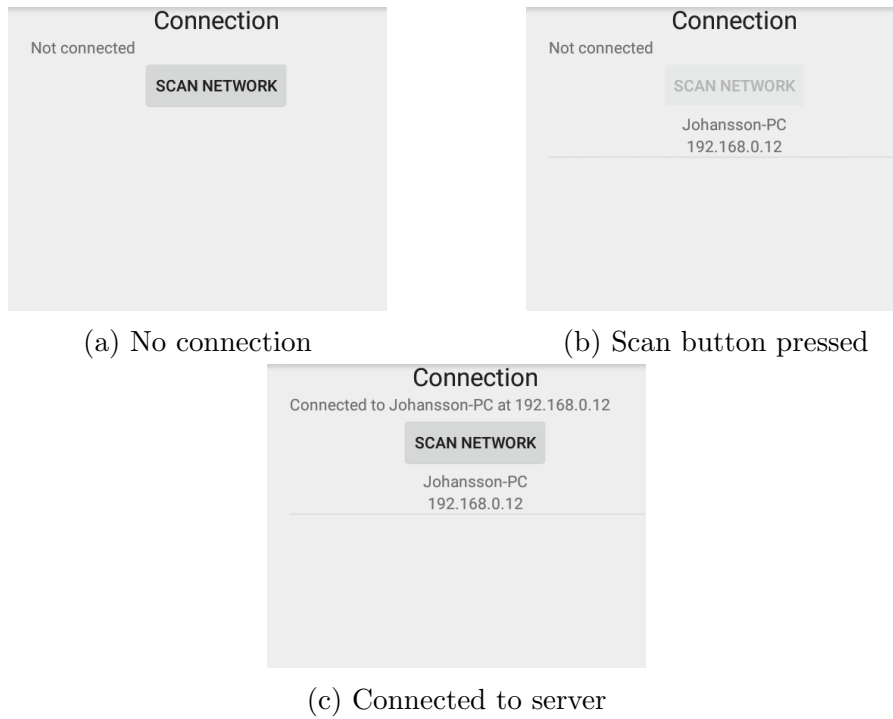 Connection
Not connected
SCAN NETWORK
(a) No connection
Connection
Not connected
SCAN NETWORK
Johansson-PC
192.168.0.12
(b) Scan button pressed
Connection
Connected to Johansson-PC at 192.168.0.12
SCAN NETWORK
Johansson-PC
192.168.0.12
(c) Connected to server